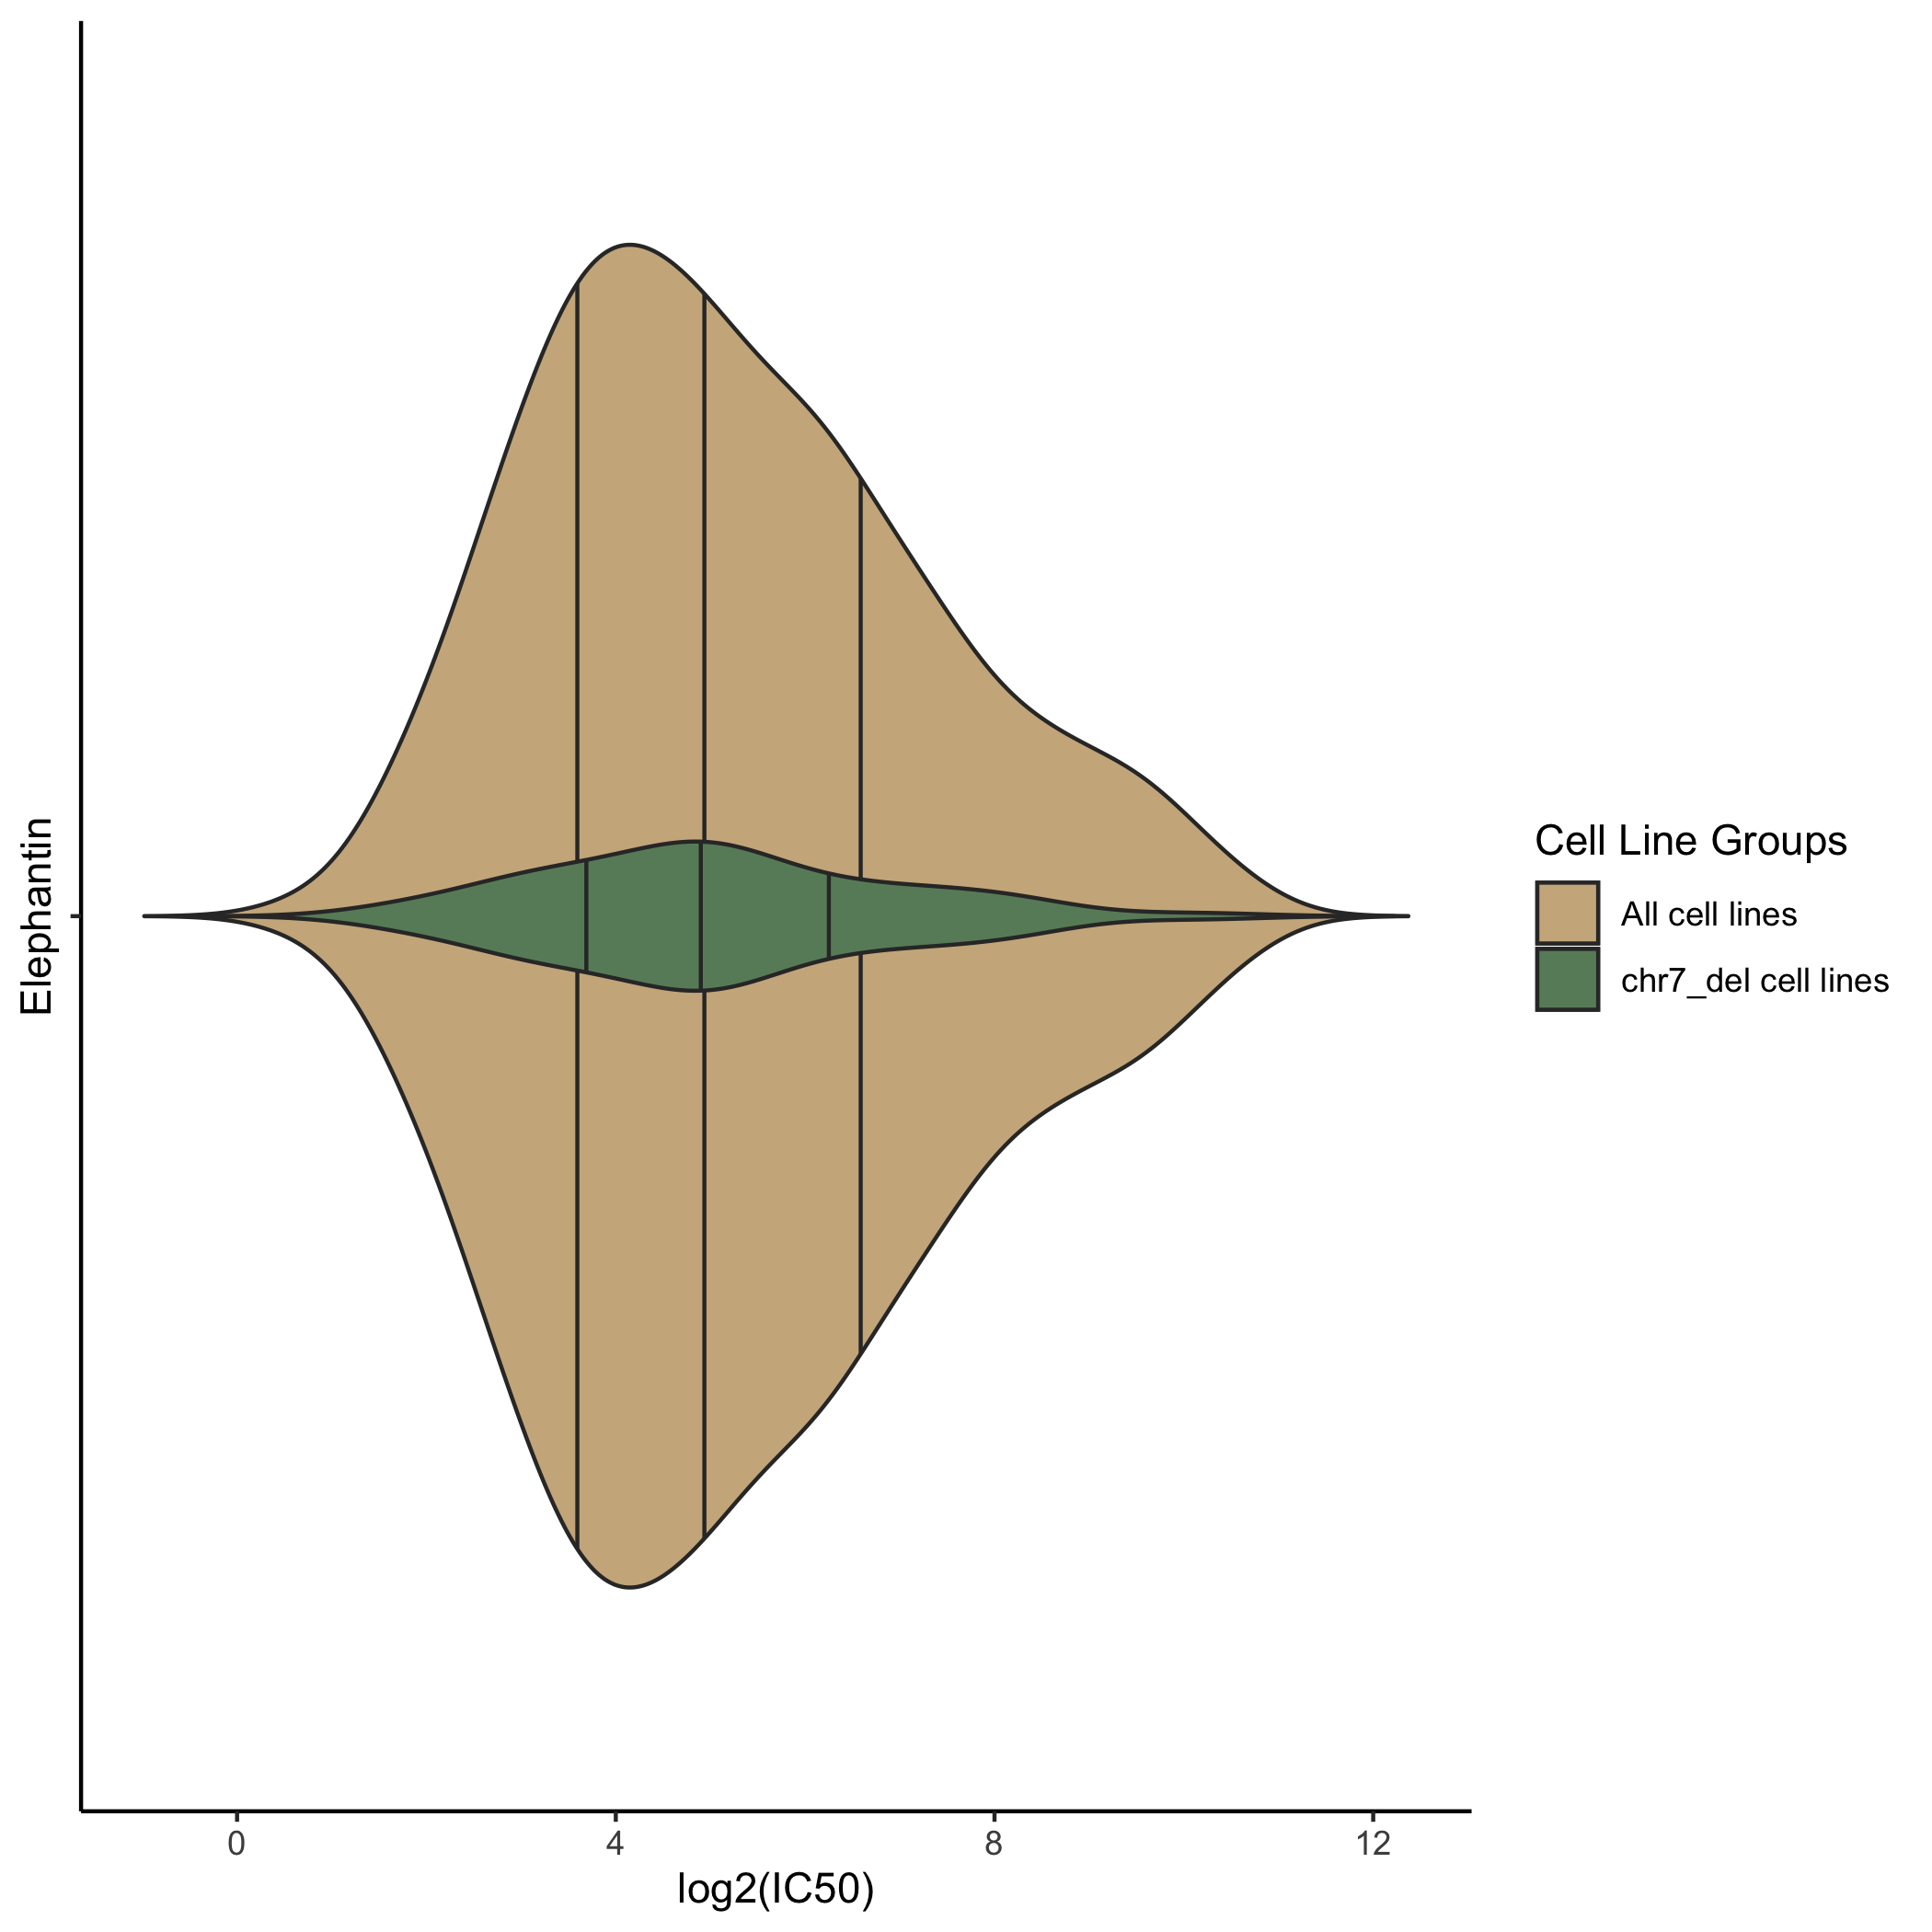 Elephantin
0
4
8
12
log2(IC50)
Cell Line Groups
All cell lines
chr7_del cell lines